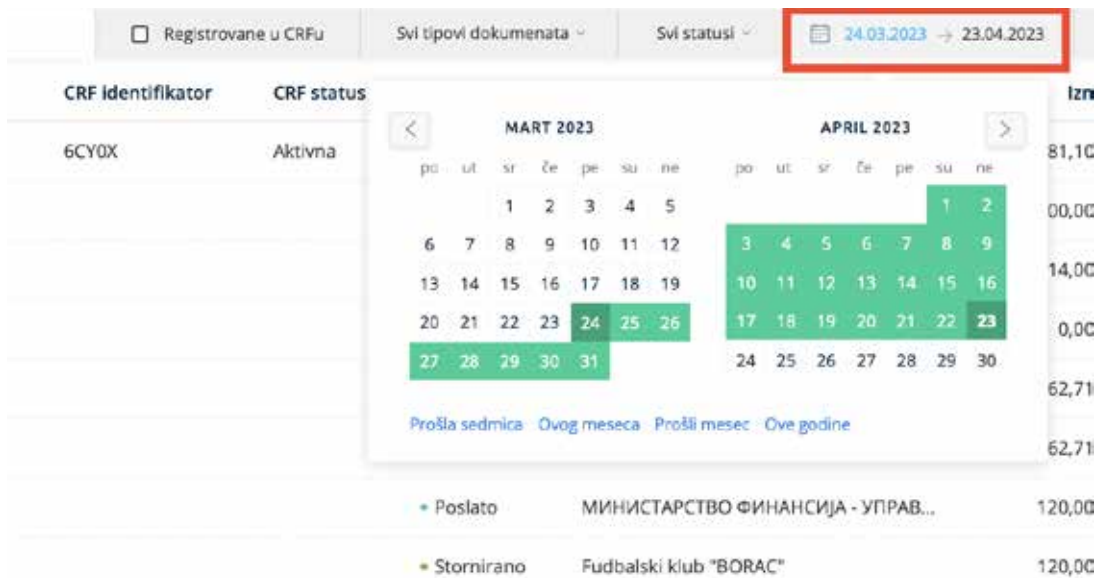 Registrovane u CRFu Svi tipovi dokumenata Svi statusi 24.03.2023 → 23.04.2023
CRF identifikator CRF status
6CY0X Aktivna
MART 2023 APRIL 2023
po ut sr če pe su ne po ut sr če pe su ne
1 2 3 4 5 1 2
6 7 8 9 10 11 12 3 4 5 6 7 8 9
13 14 15 16 17 18 19 10 11 12 13 14 15 16
20 21 22 23 24 25 26 17 18 19 20 21 22 23
27 28 29 30 31 24 25 26 27 28 29 30
Prošla sedmica Ovog meseca Prošli mesec Ove godine
Poslato МИНИСТАРСТВО ФИНАНСИЈА - УПРАВ... 120,00
Stornirano Fudbalski klub "BORAC" 120,00